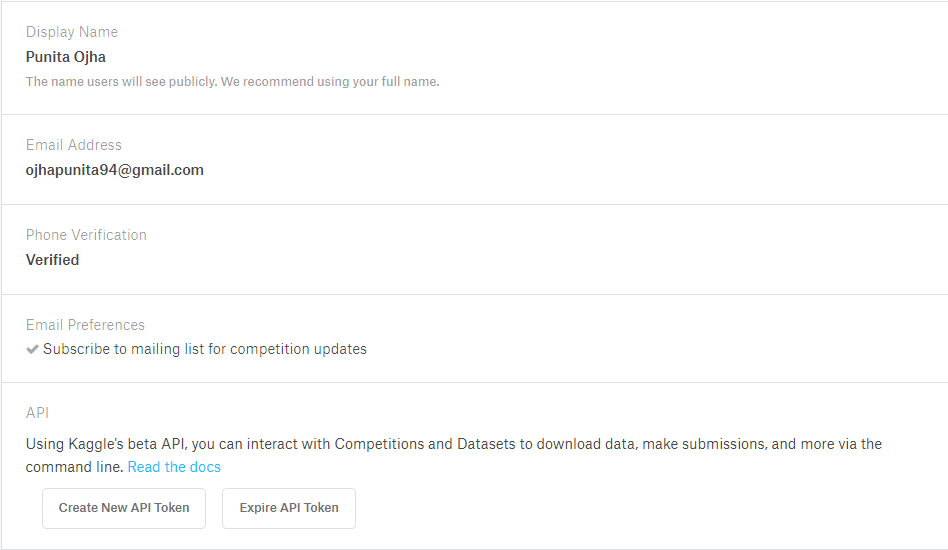 Display Name
Punita Ojha
The name users will see publicly. We recommend using your full name.
Email Address
ojhapunita94@gmail.com
Phone Verification
Verified
Email Preferences
Subscribe to mailing list for competition updates
API
Using Kaggle's beta API, you can interact with Competitions and Datasets to download data, make submissions, and more via the
command line. Read the docs
Create New API Token Expire API Token